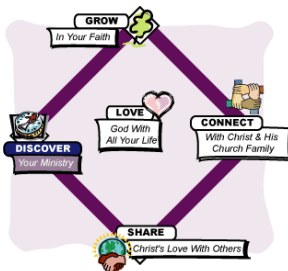 GROW
In Your Faith
LOVE
God With
All Your Life
CONNECT
With Christ & His
Church Family
DISCOVER
Your Ministry
SHARE
Christ's Love With Others